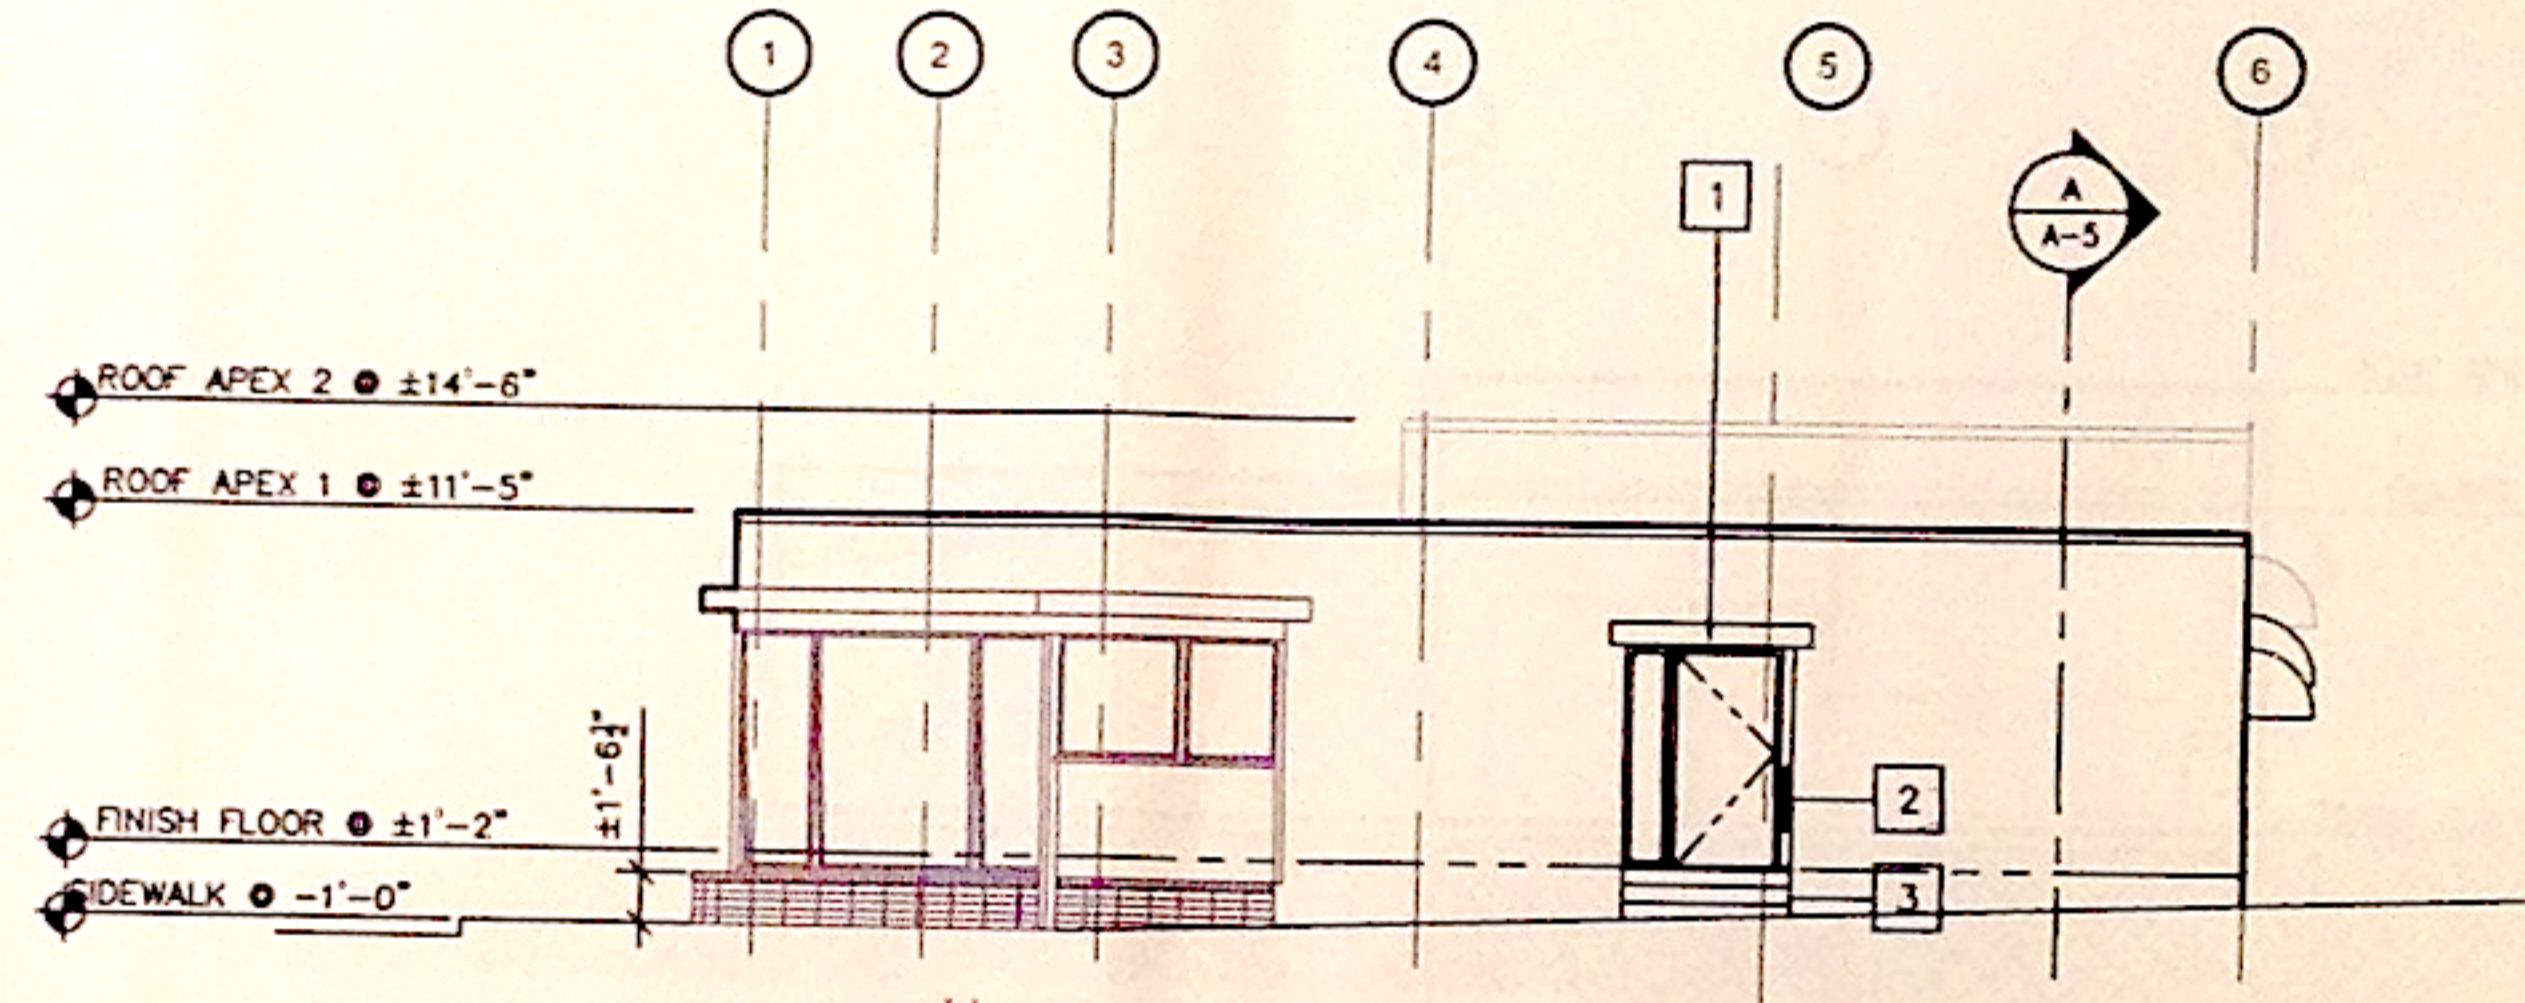 1 2 3 4 5 6
1
A
A-5
ROOF APEX 2 @ ±14'-6"
ROOF APEX 1 @ ±11'-5"
±1'-6½"
2
FINISH FLOOR @ ±1'-2"
SIDEWALK @ -1'-0"
3